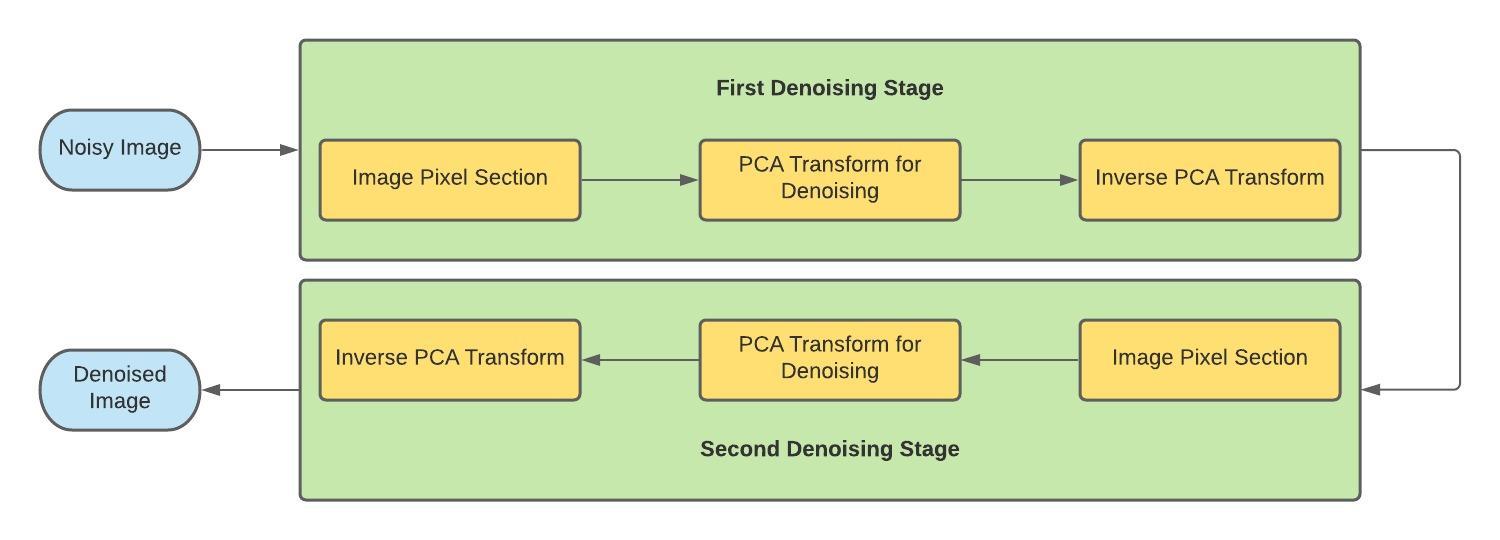 First Denoising Stage
Noisy Image
Image Pixel Section
PCA Transform for
Denoising
Inverse PCA Transform
Inverse PCA Transform
PCA Transform for
Denoising
Image Pixel Section
Denoised
Image
Second Denoising Stage